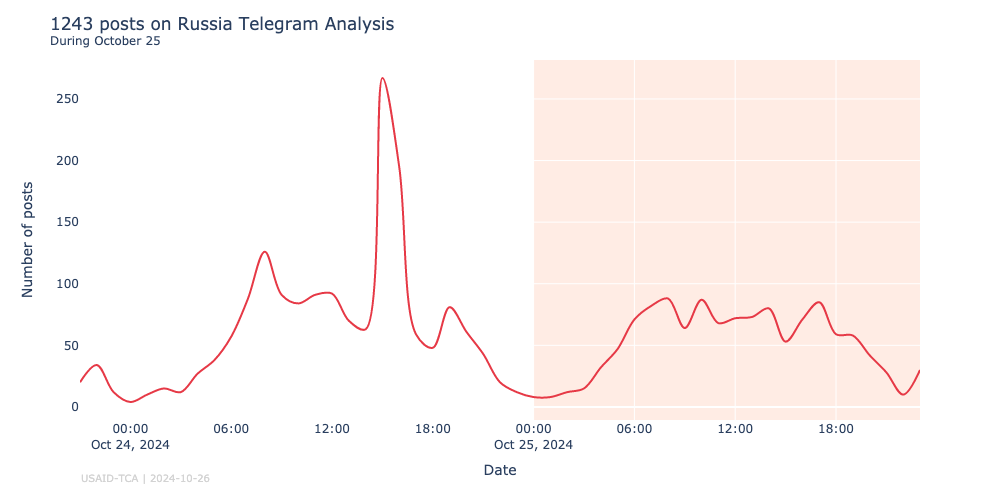 1243 posts on Russia Telegram Analysis
During October 25
Number of posts
250
200
150
100
50
0
00:00 06:00 12:00 18:00 00:00 06:00 12:00 18:00
Oct 24, 2024 Oct 25, 2024
Date
USAID-TCA | 2024-10-26